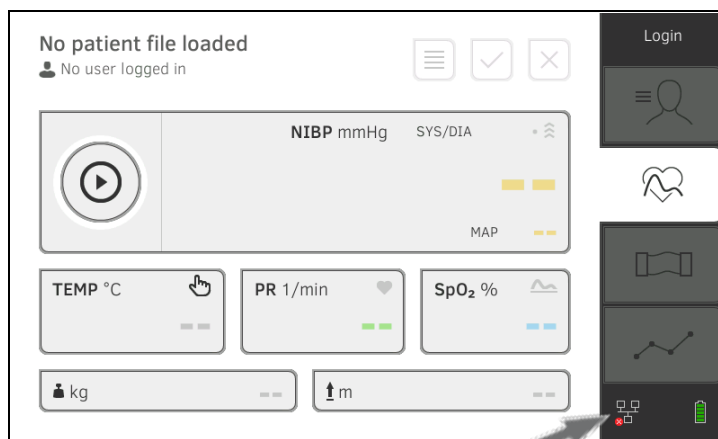 No patient file loaded
No user logged in
Login
NIBP mmHg SYS/DIA
-- --
MAP --
TEMP °C
--
PR 1/min
--
SpO₂ %
--
kg --
m --